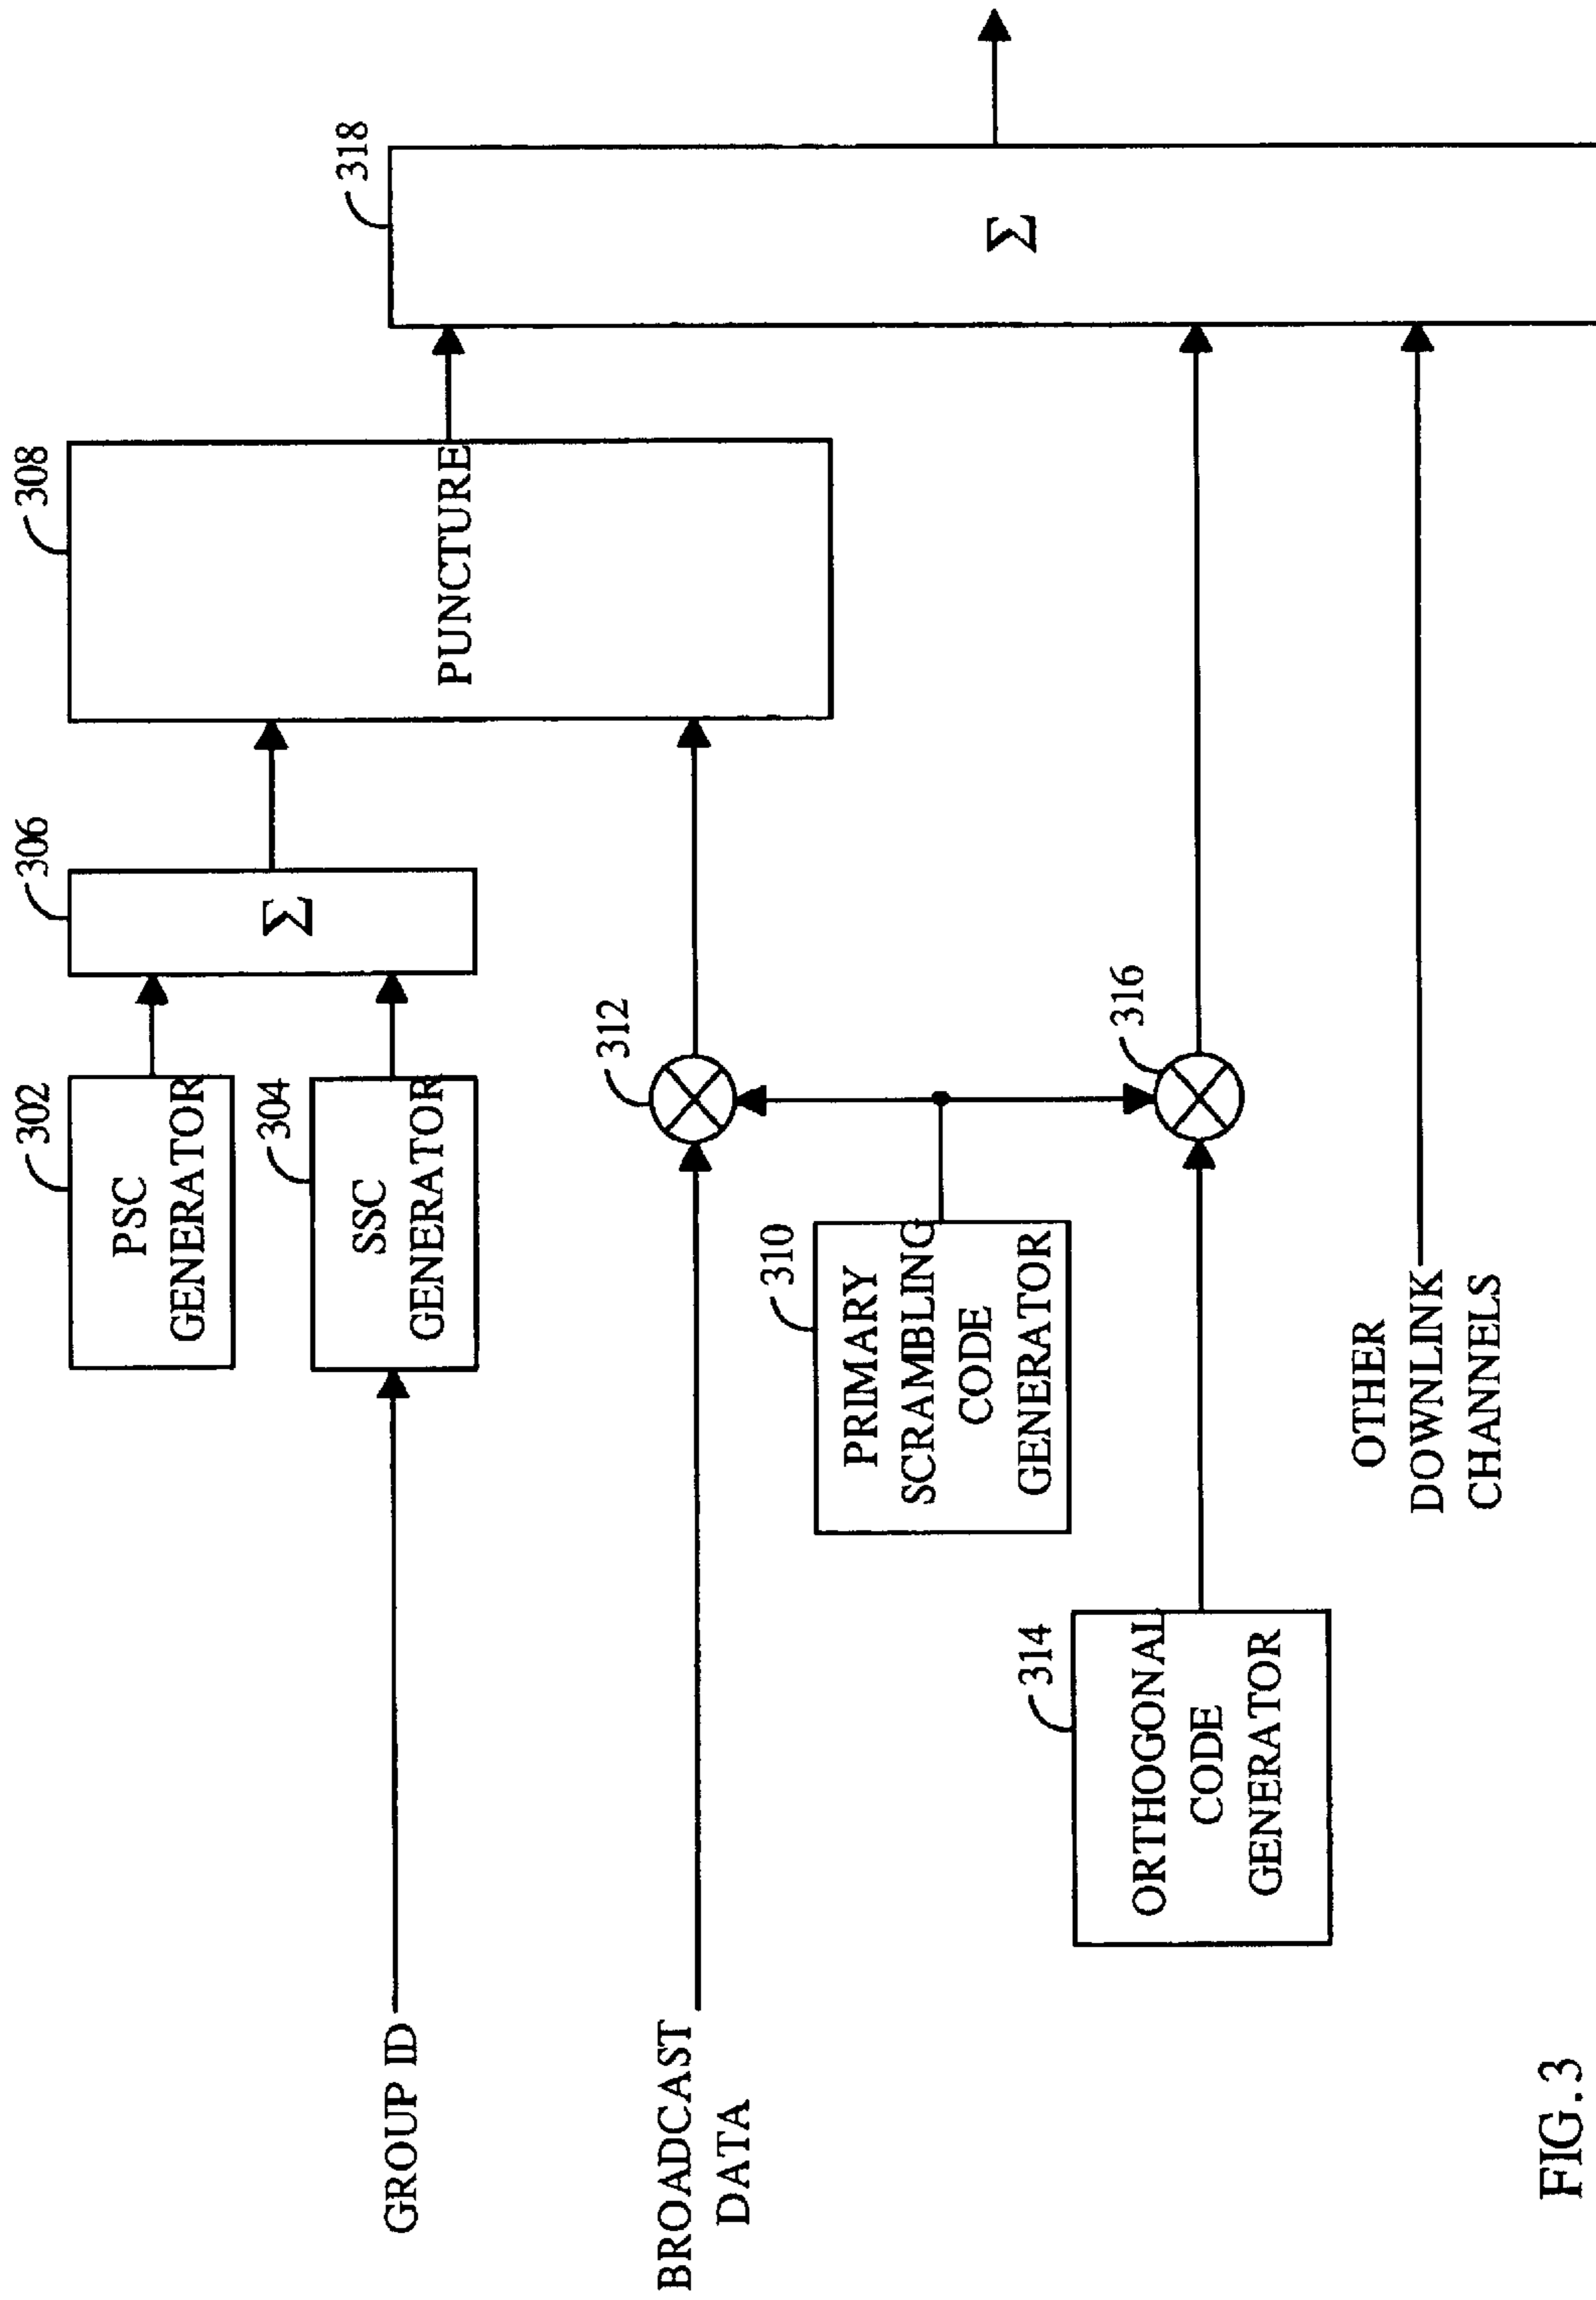 302
PSC
GENERATOR
304
SSC
GENERATOR
GROUP ID
306
Σ
308
PUNCTURE
318
Σ
BROADCAST
DATA
312
310
PRIMARY
SCRAMBLING
CODE
GENERATOR
314
ORTHOGONAL
CODE
GENERATOR
316
OTHER
DOWNLINK
CHANNELS
FIG.3